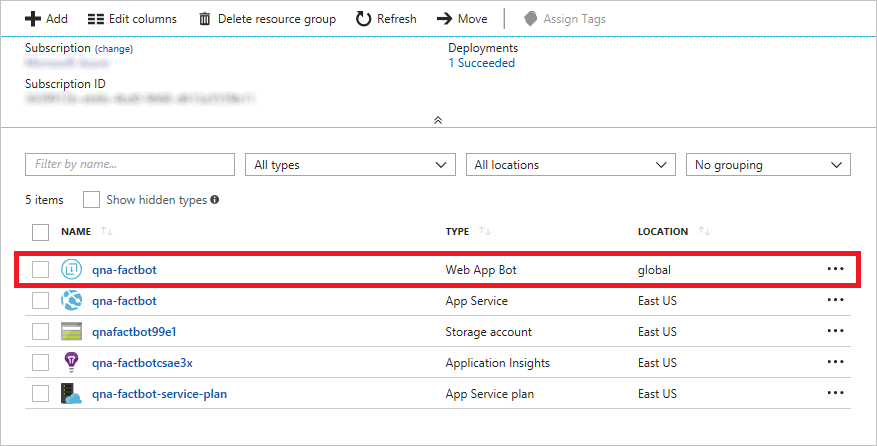 Add Edit columns Delete resource group Refresh Move Assign Tags
Subscription (change) Deployments
1 Succeeded
Subscription ID
Filter by name... All types All locations No grouping
5 items Show hidden types
NAME TYPE LOCATION
qna-factbot Web App Bot global
qna-factbot App Service East US
qnafactbot99e1 Storage account East US
qna-factbotcsae3x Application Insights East US
qna-factbot-service-plan App Service plan East US